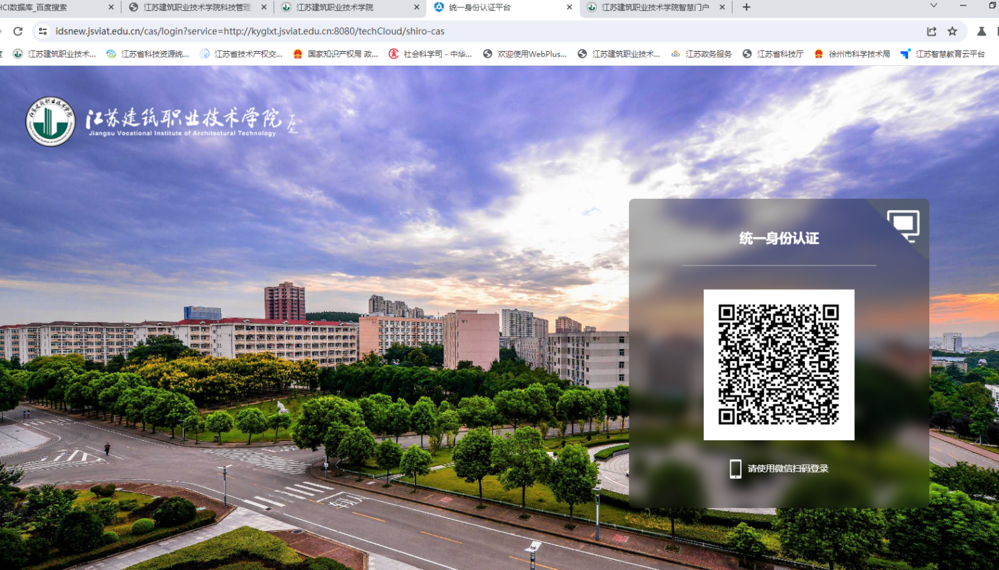 HCI数据库_百度搜索
江苏建筑职业技术学院科技管理
江苏建筑职业技术学院
统一身份认证平台
江苏建筑职业技术学院智慧门户
idsnew.jsviat.edu.cn/cas/login?service=http://kyglxt.jsviat.edu.cn:8080/techCloud/shiro-cas
江苏建筑职业技术...
江苏省科技资源统...
江苏省技术产权交...
国家知识产权局 政...
社会科学司 - 中华...
欢迎使用WebPlus...
江苏建筑职业技术...
江苏政务服务
江苏省科技厅
徐州市科学技术局
江苏智慧教育云平台
江苏建筑职业技术学院
Jiangsu Vocational Institute of Architectural Technology
统一身份认证
请使用微信扫码登录